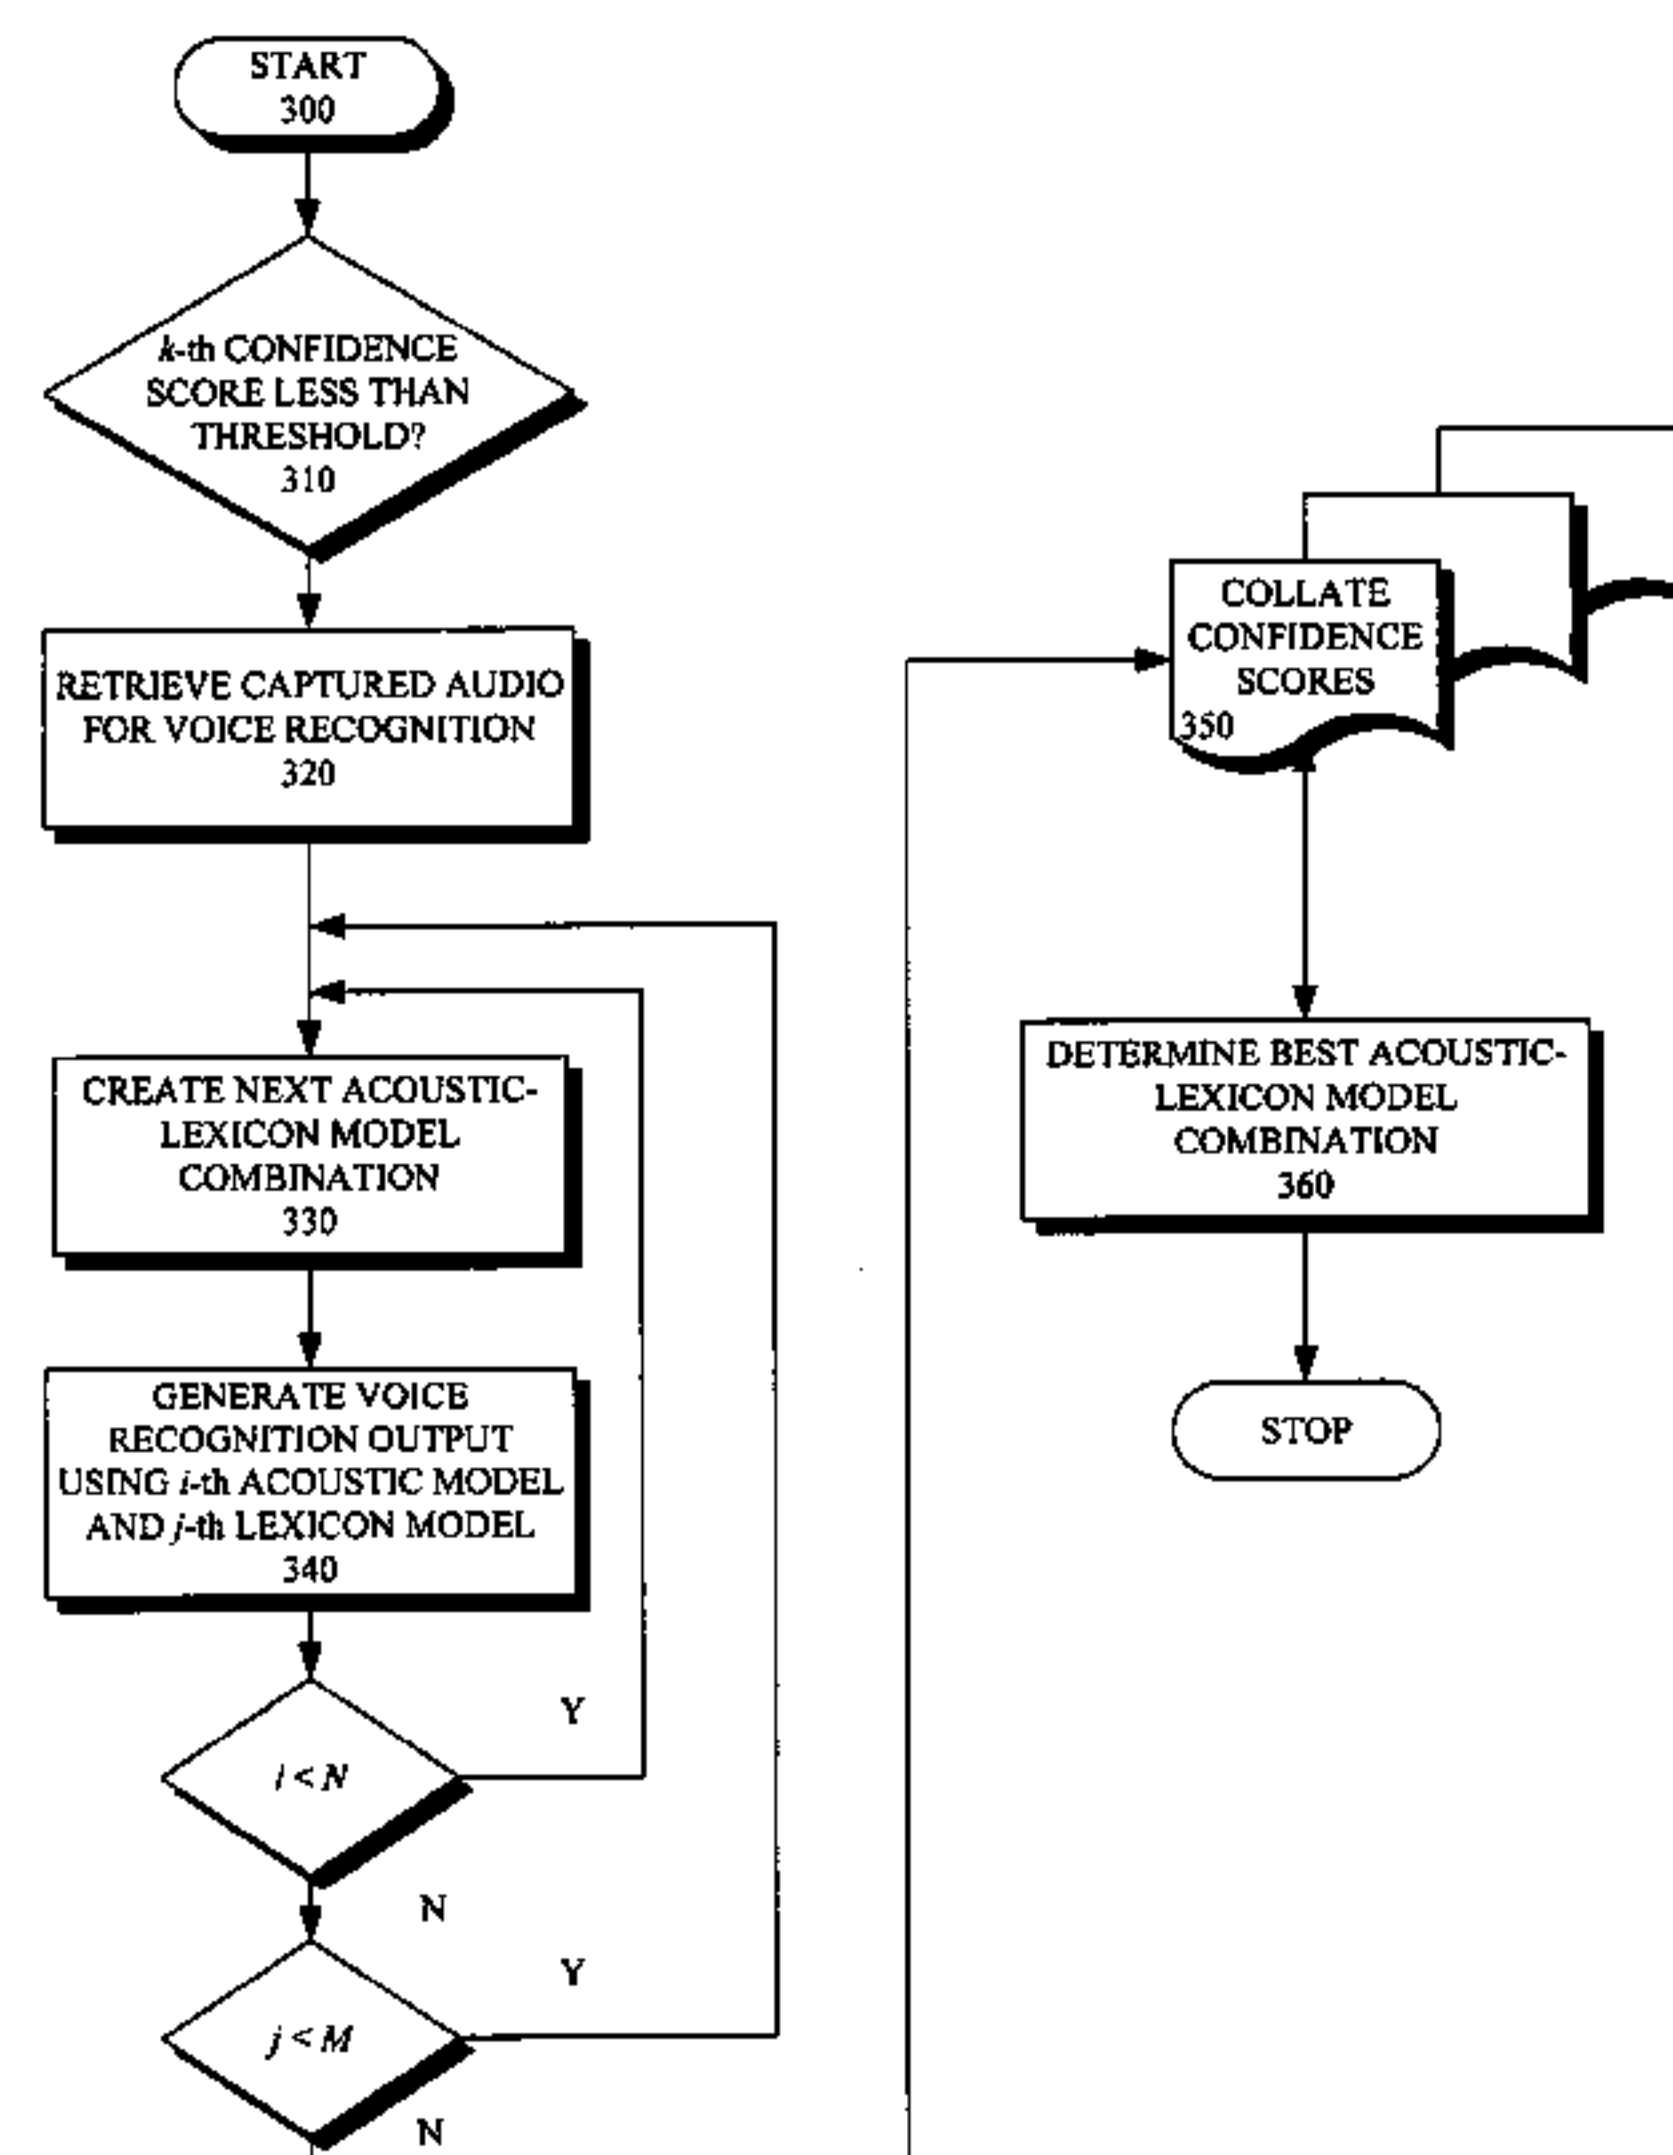 START
300
k-th CONFIDENCE
SCORE LESS THAN
THRESHOLD?
310
RETRIEVE CAPTURED AUDIO
FOR VOICE RECOGNITION
320
CREATE NEXT ACOUSTIC-
LEXICON MODEL
COMBINATION
330
GENERATE VOICE
RECOGNITION OUTPUT
USING i-th ACOUSTIC MODEL
AND j-th LEXICON MODEL
340
Y
i < N
N
Y
j < M
N
COLLATE
CONFIDENCE
SCORES
350
DETERMINE BEST ACOUSTIC-
LEXICON MODEL
COMBINATION
360
STOP